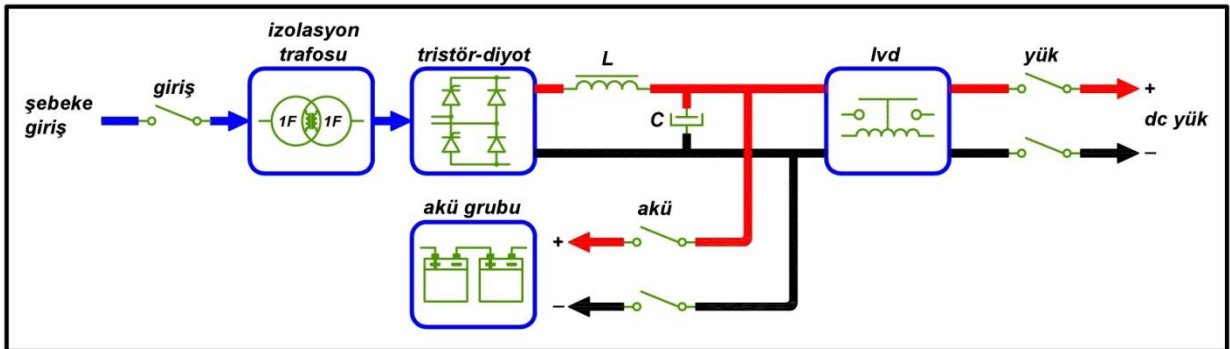 izolasyon
trafosu
tristör-diyot
L
lvd
yük
şebeke
giriş
giriş
1F 1F
C
+
dc yük
–
akü grubu
akü
+
–
+ - + -